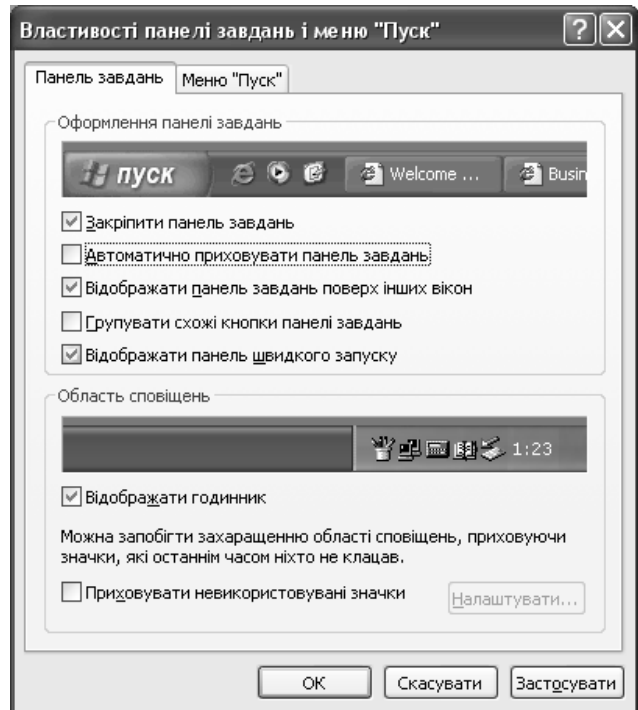 Властивості панелі завдань і меню "Пуск"
Панель завдань
Меню "Пуск"
Оформлення панелі завдань
пуск
Welcome ...
Busin
Закріпити панель завдань
Автоматично приховувати панель завдань
Відображати панель завдань поверх інших вікон
Групувати схожі кнопки панелі завдань
Відображати панель швидкого запуску
Область сповіщень
1:23
Відображати годинник
Можна запобігти захаращенню області сповіщень, приховуючи
значки, які останнім часом ніхто не клацав.
Приховувати невикористовувані значки
Налаштувати...
ОК
Скасувати
Застосувати